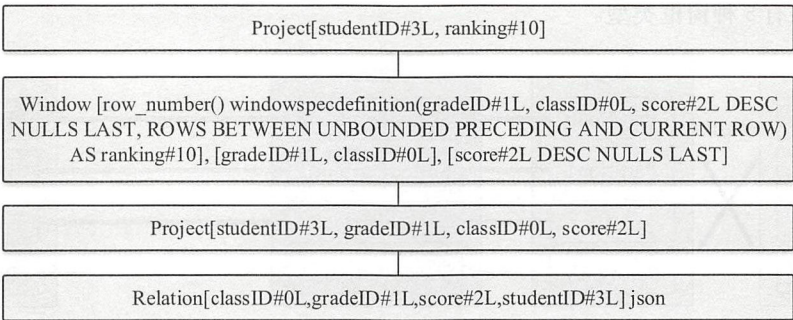 Project[studentID#3L, ranking#10]
Window [row_number() windowspecdefinition(gradeID#1L, classID#0L, score#2L DESC
NULLS LAST, ROWS BETWEEN UNBOUNDED PRECEDING AND CURRENT ROW)
AS ranking#10], [gradeID#1L, classID#0L], [score#2L DESC NULLS LAST]
Project[studentID#3L, gradeID#1L, classID#0L, score#2L]
Relation[classID#0L,gradeID#1L,score#2L,studentID#3L] json